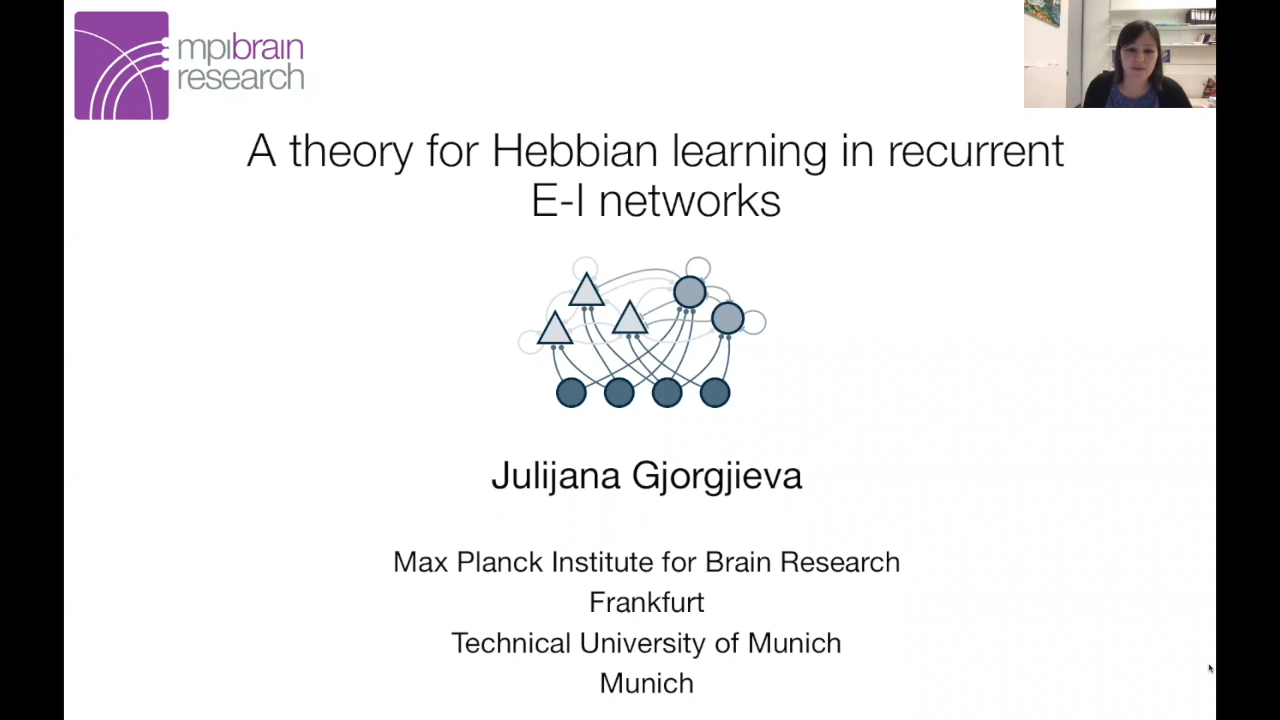 mpibrain
research
A theory for Hebbian learning in recurrent
E-I networks
Julijana Gjorgjieva
Max Planck Institute for Brain Research
Frankfurt
Technical University of Munich
Munich